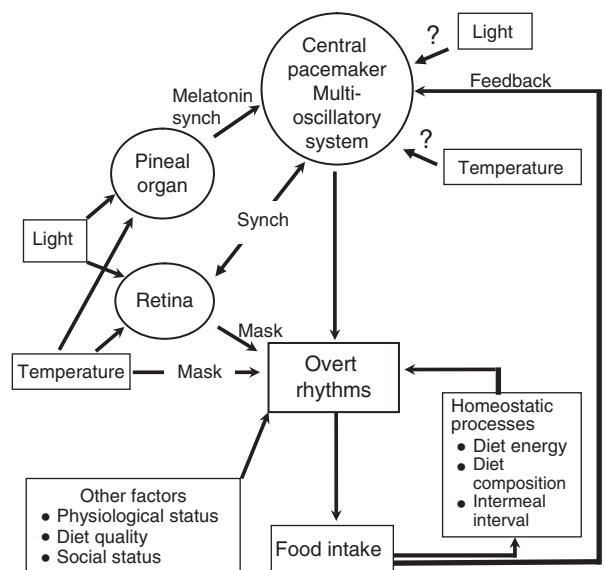 Central
pacemaker
Multi-
oscillatory
system
?
Light
Feedback
Melatonin
synch
?
Temperature
Pineal
organ
Light
Synch
Retina
Mask
Temperature
Mask
Overt
rhythms
Homeostatic
processes
● Diet energy
● Diet
composition
● Intermeal
interval
Other factors
● Physiological status
● Diet quality
● Social status
Food intake